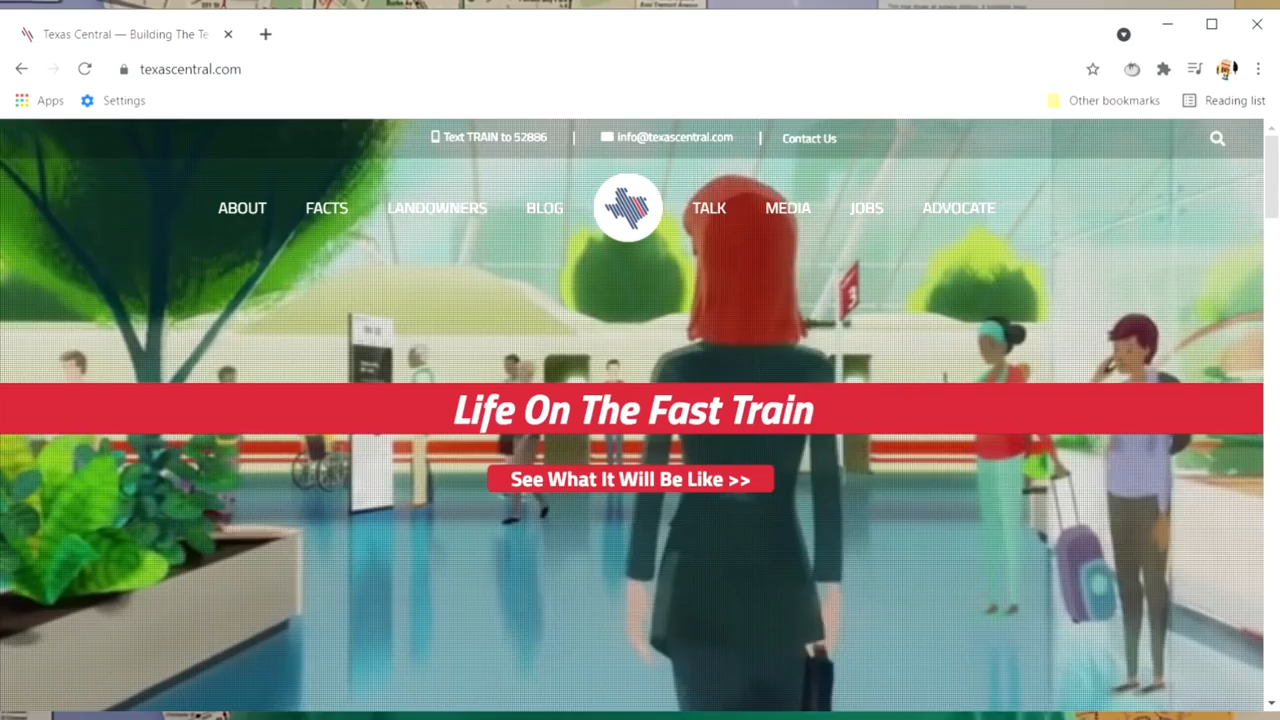 Texas Central — Building The Te
texascentral.com
Apps
Settings
Other bookmarks
Reading list
Text TRAIN to 52886 | info@texascentral.com | Contact Us
ABOUT FACTS LANDOWNERS BLOG TALK MEDIA JOBS ADVOCATE
3
Life On The Fast Train
See What It Will Be Like >>